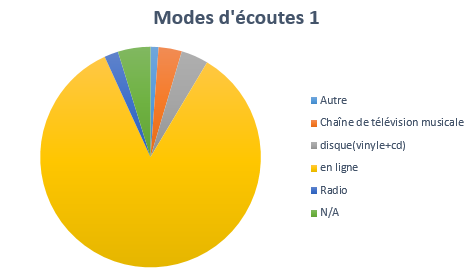 Modes d'écoutes 1
Autre
Chaîne de télévision musicale
disque(vinyle+cd)
en ligne
Radio
N/A